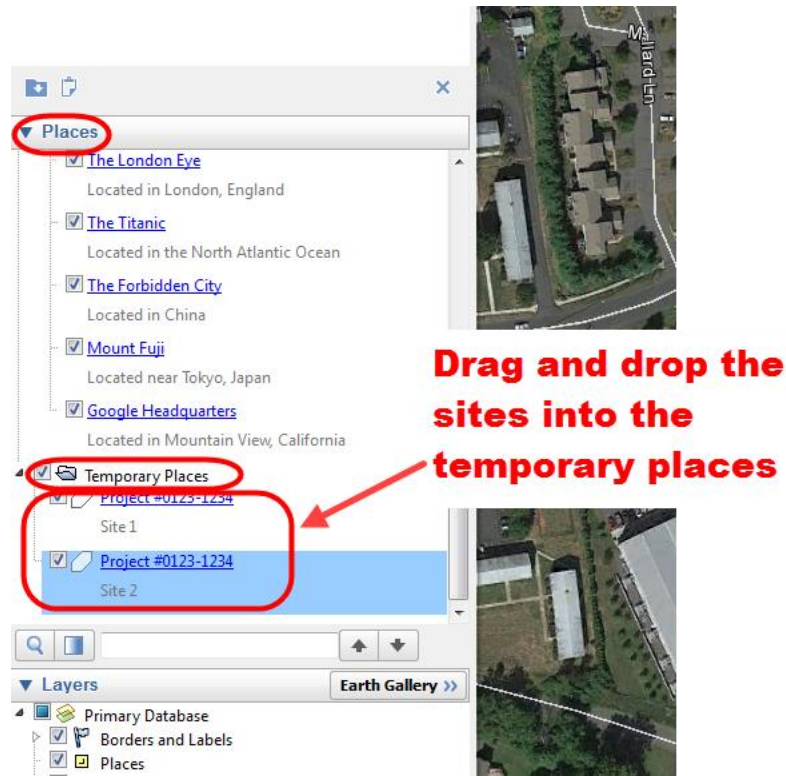 Mallard Ln
Places
The London Eye
Located in London, England
The Titanic
Located in the North Atlantic Ocean
The Forbidden City
Located in China
Mount Fuji
Located near Tokyo, Japan
Google Headquarters
Located in Mountain View, California
Drag and drop the
sites into the
temporary places
Temporary Places
Project #0123-1234
Site 1
Project #0123-1234
Site 2
Layers
Earth Gallery »
Primary Database
Borders and Labels
Places